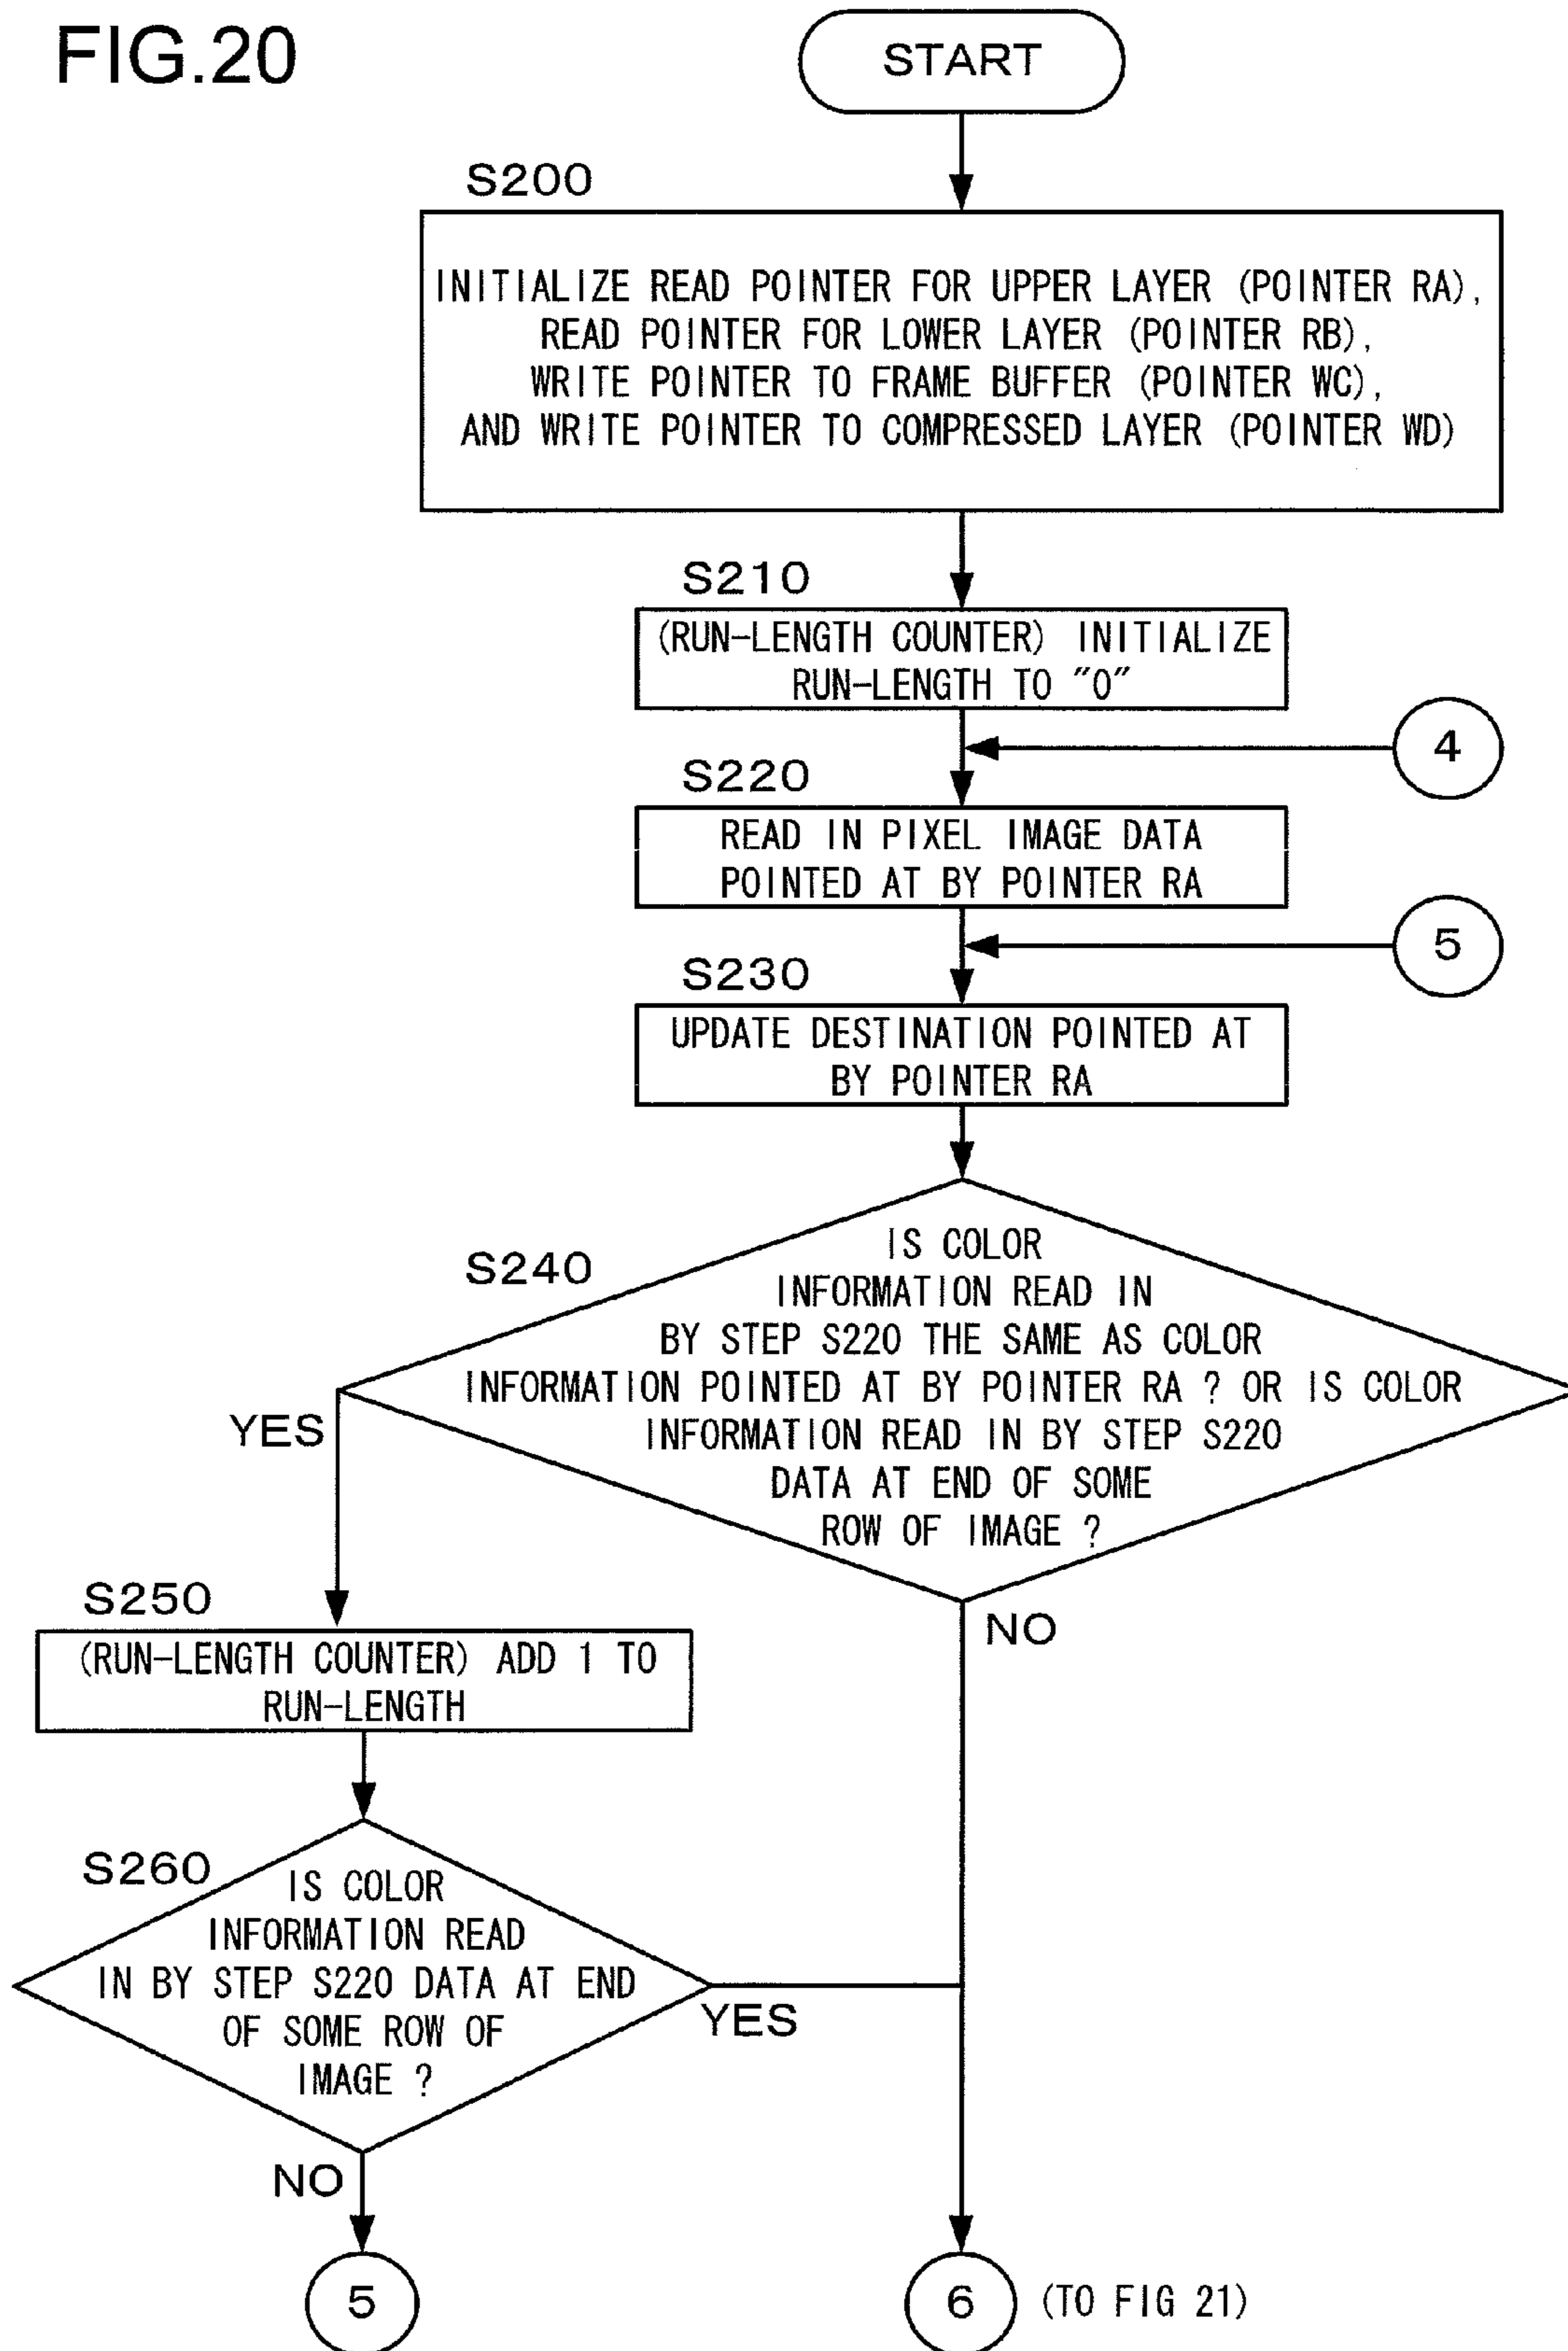 FIG.20
START
S200
INITIALIZE READ POINTER FOR UPPER LAYER (POINTER RA),
READ POINTER FOR LOWER LAYER (POINTER RB),
WRITE POINTER TO FRAME BUFFER (POINTER WC),
AND WRITE POINTER TO COMPRESSED LAYER (POINTER WD)
S210
(RUN-LENGTH COUNTER) INITIALIZE
RUN-LENGTH TO "0"
4
S220
READ IN PIXEL IMAGE DATA
POINTED AT BY POINTER RA
5
S230
UPDATE DESTINATION POINTED AT
BY POINTER RA
S240
IS COLOR
INFORMATION READ IN
BY STEP S220 THE SAME AS COLOR
INFORMATION POINTED AT BY POINTER RA ? OR IS COLOR
INFORMATION READ IN BY STEP S220
DATA AT END OF SOME
ROW OF IMAGE ?
YES
NO
S250
(RUN-LENGTH COUNTER) ADD 1 TO
RUN-LENGTH
S260
IS COLOR
INFORMATION READ
IN BY STEP S220 DATA AT END
OF SOME ROW OF
IMAGE ?
YES
NO
5
6 (TO FIG 21)